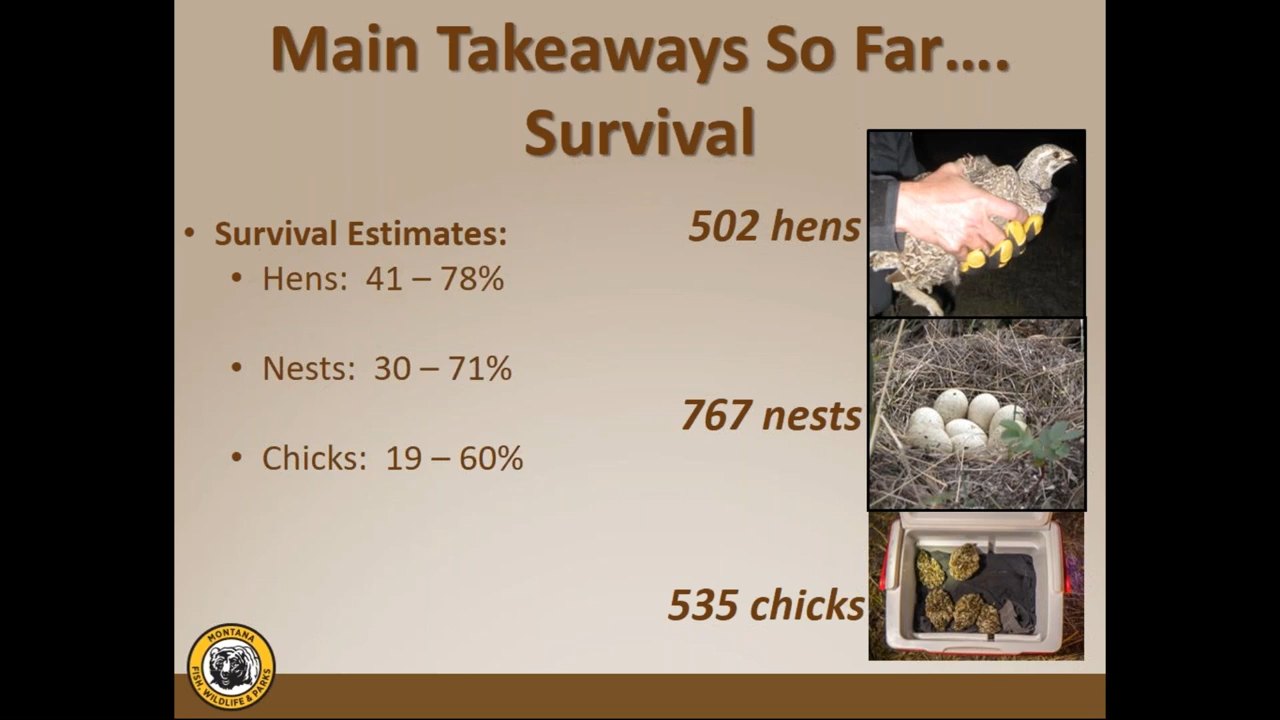 Main Takeaways So Far….
Survival
• Survival Estimates:
• Hens: 41 – 78%
• Nests: 30 – 71%
• Chicks: 19 – 60%
502 hens
767 nests
535 chicks
MONTANA
FISH, WILDLIFE & PARKS